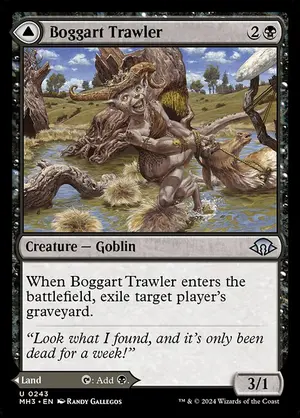 Boggart Trawler 2
Creature — Goblin
When Boggart Trawler enters the
battlefield, exile target player's
graveyard.
"Look what I found, and it's only been
dead for a week!"
Land : Add .
3/1
U 0243
MH3 • EN Randy Gallegos
™ & © 2024 Wizards of the Coast